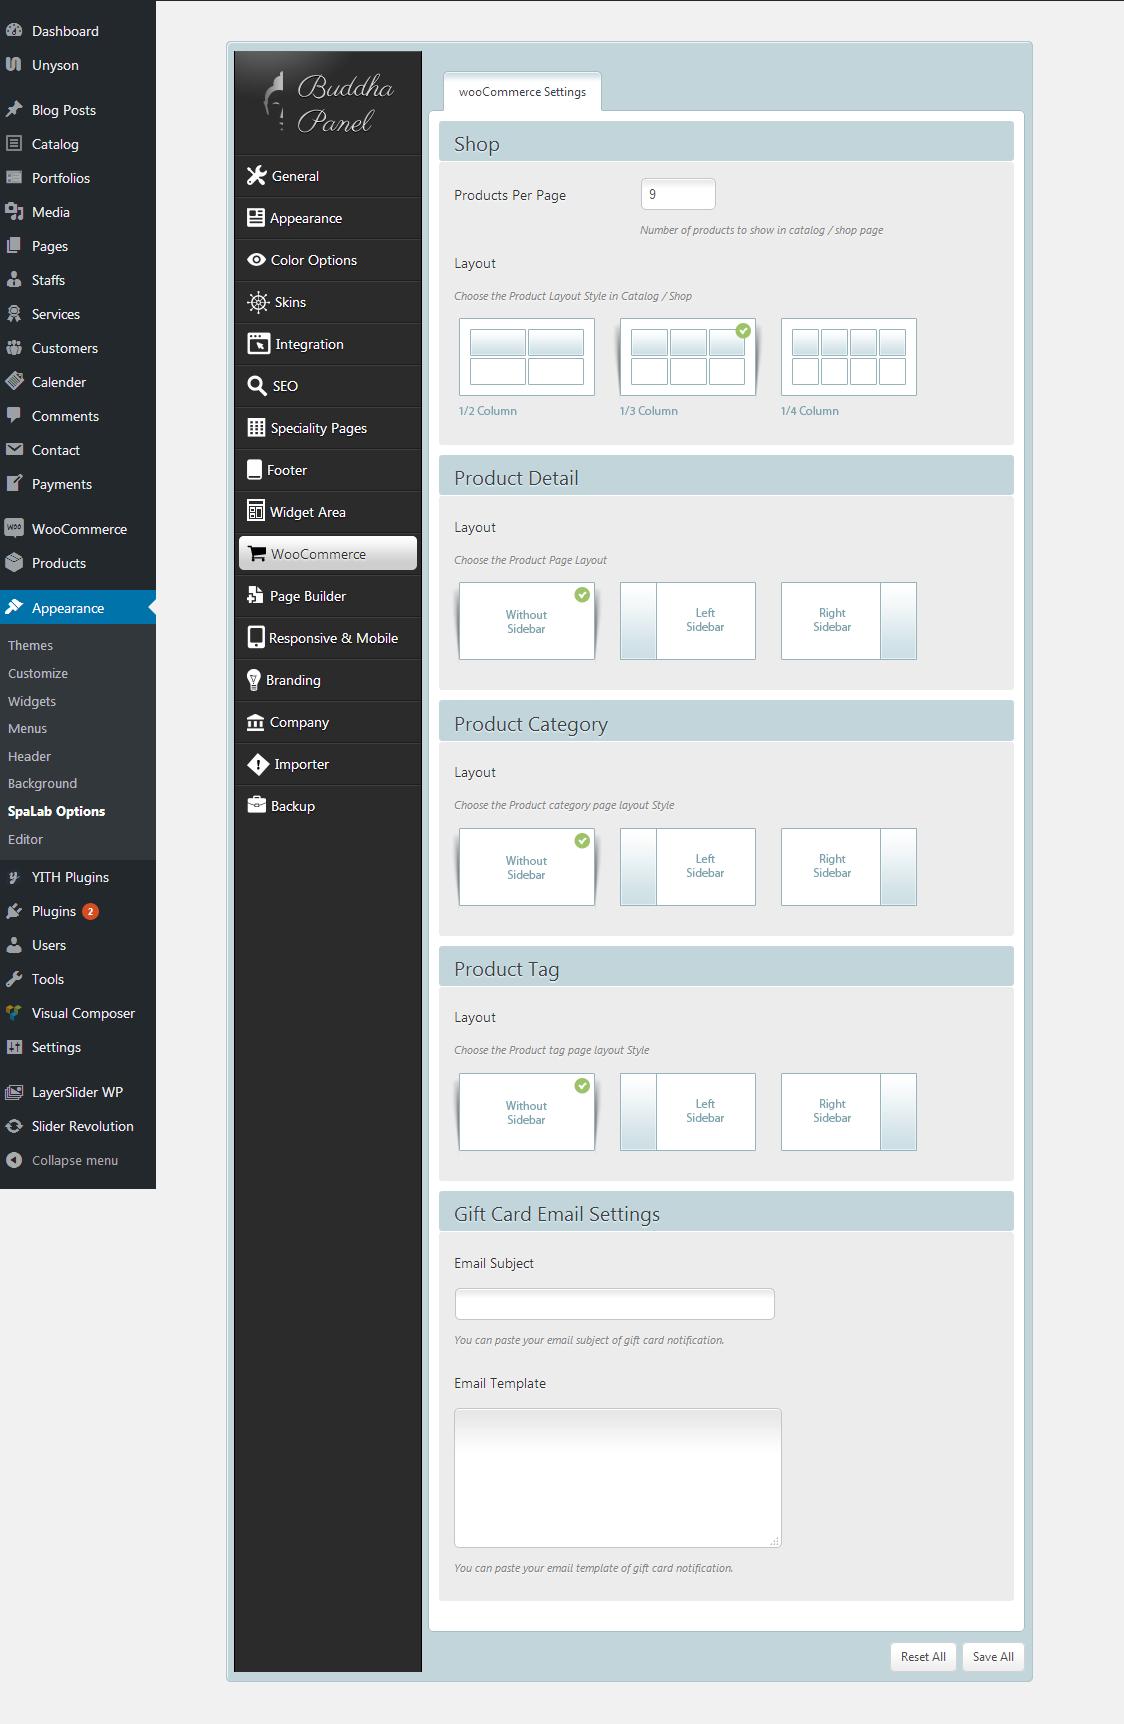 Dashboard
Unyson
Blog Posts
Catalog
Portfolios
Media
Pages
Staffs
Services
Customers
Calender
Comments
Contact
Payments
WooCommerce
Products
Appearance
Themes
Customize
Widgets
Menus
Header
Background
SpaLab Options
Editor
YITH Plugins
Plugins 2
Users
Tools
Visual Composer
Settings
LayerSlider WP
Slider Revolution
Collapse menu
Buddha
Panel
General
Appearance
Color Options
Skins
Integration
SEO
Speciality Pages
Footer
Widget Area
WooCommerce
Page Builder
Responsive & Mobile
Branding
Company
Importer
Backup
wooCommerce Settings
Shop
Products Per Page 9
Number of products to show in catalog / shop page
Layout
Choose the Product Layout Style in Catalog / Shop
1/2 Column 1/3 Column 1/4 Column
Product Detail
Layout
Choose the Product Page Layout
Without Left Right
Sidebar Sidebar Sidebar
Product Category
Layout
Choose the Product category page layout Style
Without Left Right
Sidebar Sidebar Sidebar
Product Tag
Layout
Choose the Product tag page layout Style
Without Left Right
Sidebar Sidebar Sidebar
Gift Card Email Settings
Email Subject
You can paste your email subject of gift card notification.
Email Template
You can paste your email template of gift card notification.
Reset All Save All